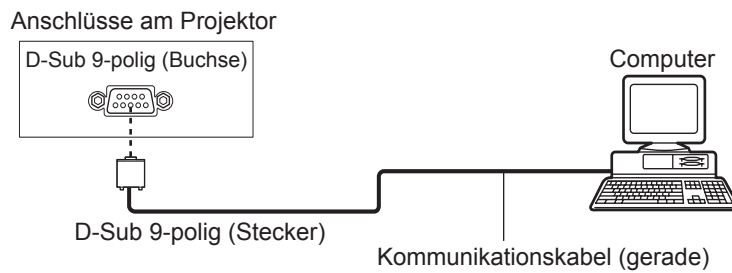 Anschlüsse am Projektor
D-Sub 9-polig (Buchse)
Computer
D-Sub 9-polig (Stecker)
Kommunikationskabel (gerade)